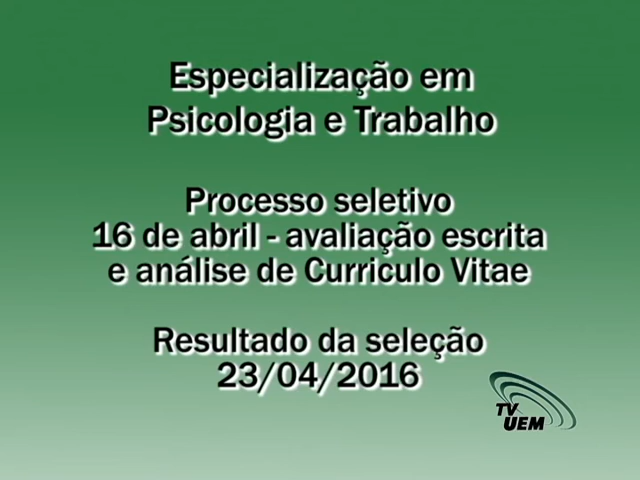 Especialização em
Psicologia e Trabalho
Processo seletivo
16 de abril - avaliação escrita
e análise de Curriculo Vitae
Resultado da seleção
23/04/2016
TV
UEM